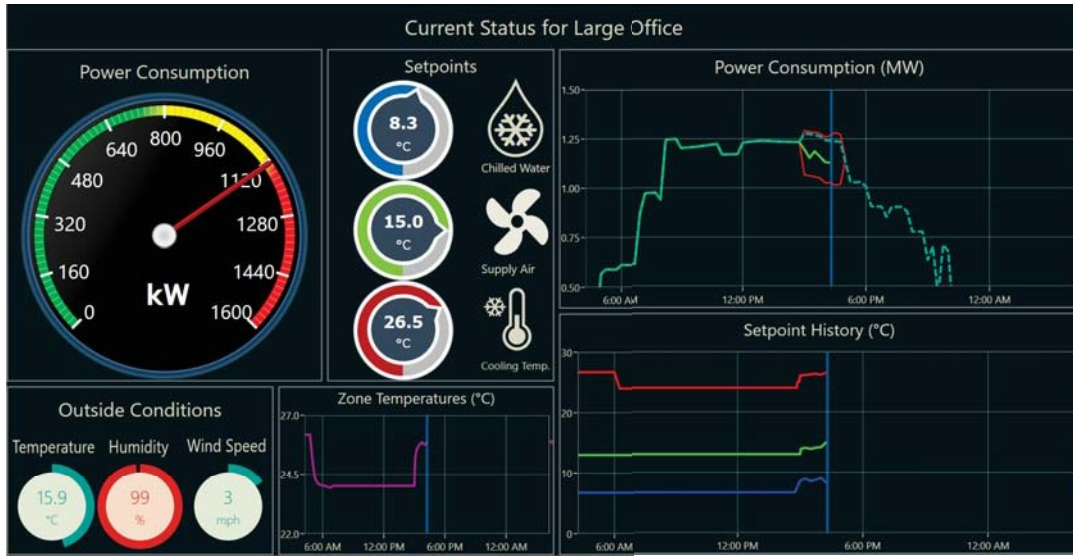 Current Status for Large Office
Power Consumption
0
160
320
480
640
800
960
1120
1280
1440
1600
kW
Setpoints
8.3
°C
Chilled Water
15.0
°C
Supply Air
26.5
°C
Cooling Temp.
Power Consumption (MW)
1.50
1.25
1.00
0.75
0.50
6:00 AM 12:00 PM 6:00 PM 12:00 AM
Outside Conditions
Temperature Humidity Wind Speed
15.9 99 3
°C % mph
Zone Temperatures (°C)
27.0
24.5
22.0
6:00 AM 12:00 PM 6:00 PM 12:00 AM
Setpoint History (°C)
30
20
10
0
6:00 AM 12:00 PM 6:00 PM 12:00 AM